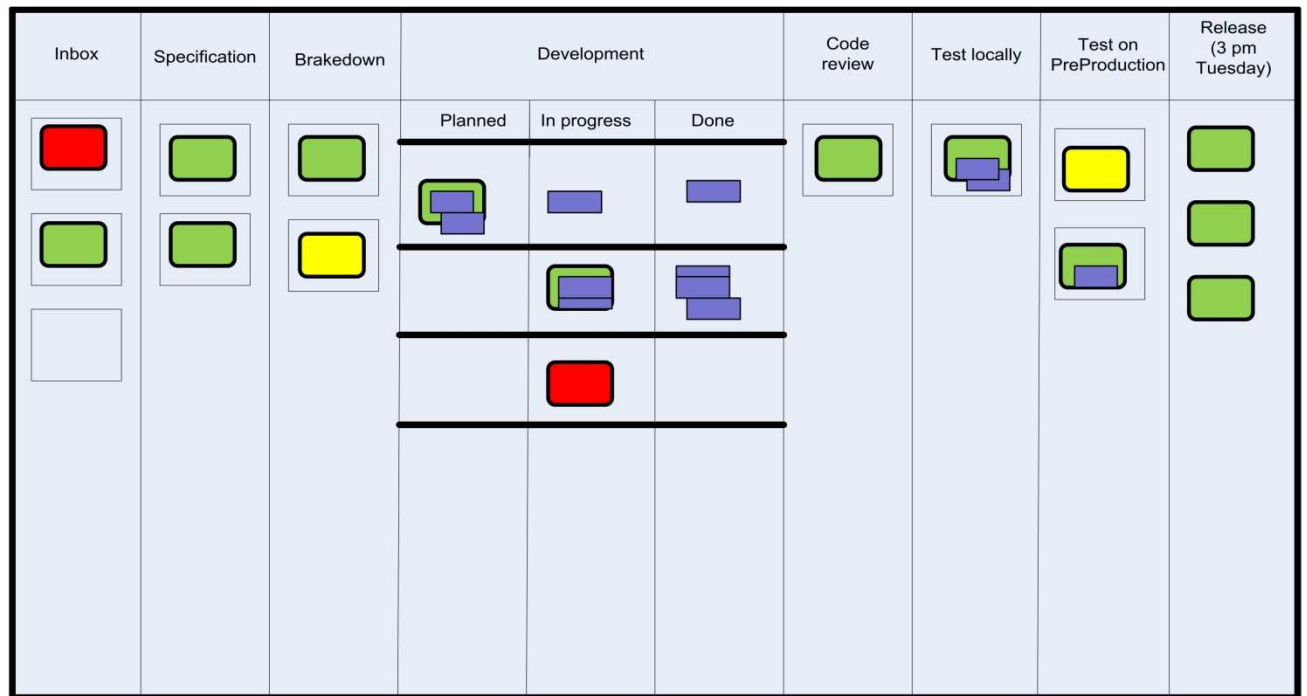 Inbox
Specification
Brakedown
Development
Code
review
Test locally
Test on
PreProduction
Release
(3 pm
Tuesday)
Planned
In progress
Done